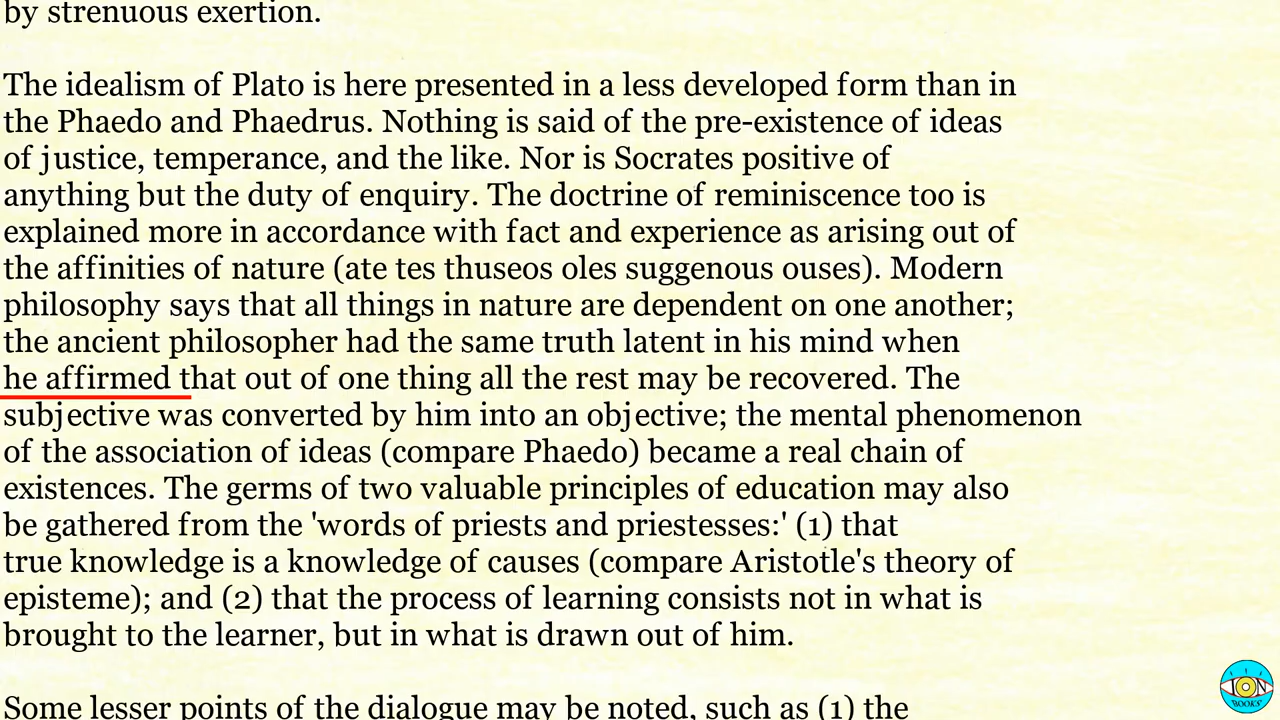 by strenuous exertion.
The idealism of Plato is here presented in a less developed form than in
the Phaedo and Phaedrus. Nothing is said of the pre-existence of ideas
of justice, temperance, and the like. Nor is Socrates positive of
anything but the duty of enquiry. The doctrine of reminiscence too is
explained more in accordance with fact and experience as arising out of
the affinities of nature (ate tes thuseos oles suggenous ouses). Modern
philosophy says that all things in nature are dependent on one another;
the ancient philosopher had the same truth latent in his mind when
he affirmed that out of one thing all the rest may be recovered. The
subjective was converted by him into an objective; the mental phenomenon
of the association of ideas (compare Phaedo) became a real chain of
existences. The germs of two valuable principles of education may also
be gathered from the 'words of priests and priestesses:' (1) that
true knowledge is a knowledge of causes (compare Aristotle's theory of
episteme); and (2) that the process of learning consists not in what is
brought to the learner, but in what is drawn out of him.
Some lesser points of the dialogue may be noted, such as (1) the
ION
BOOKS